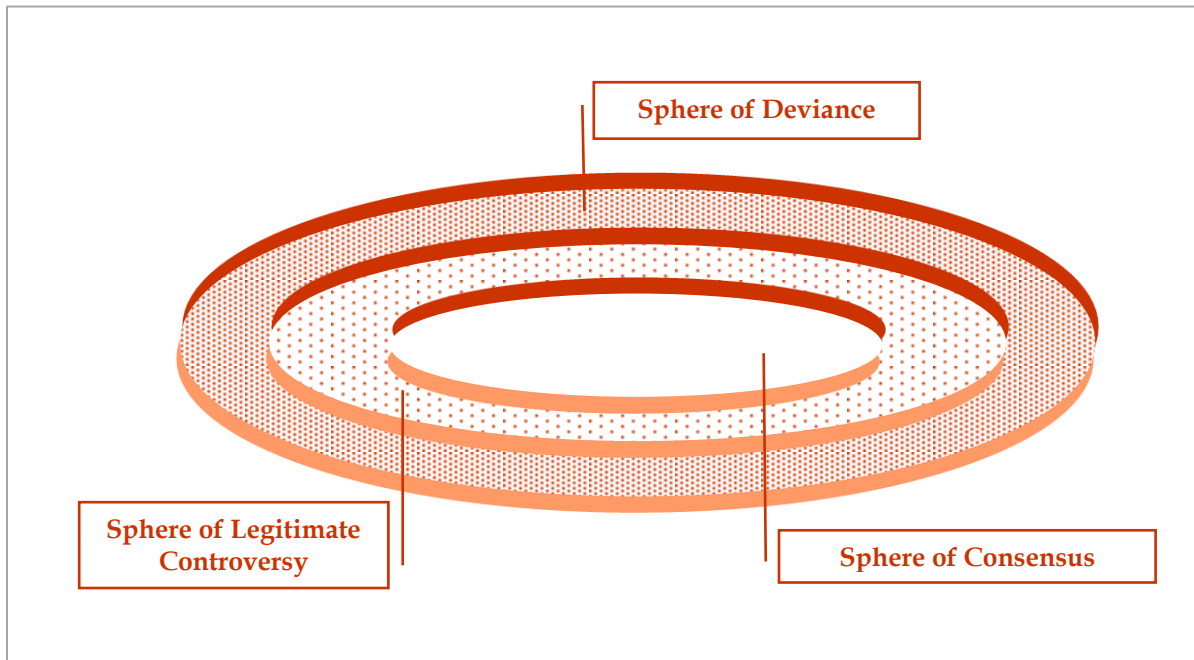 Sphere of Deviance
Sphere of Legitimate
Controversy
Sphere of Consensus